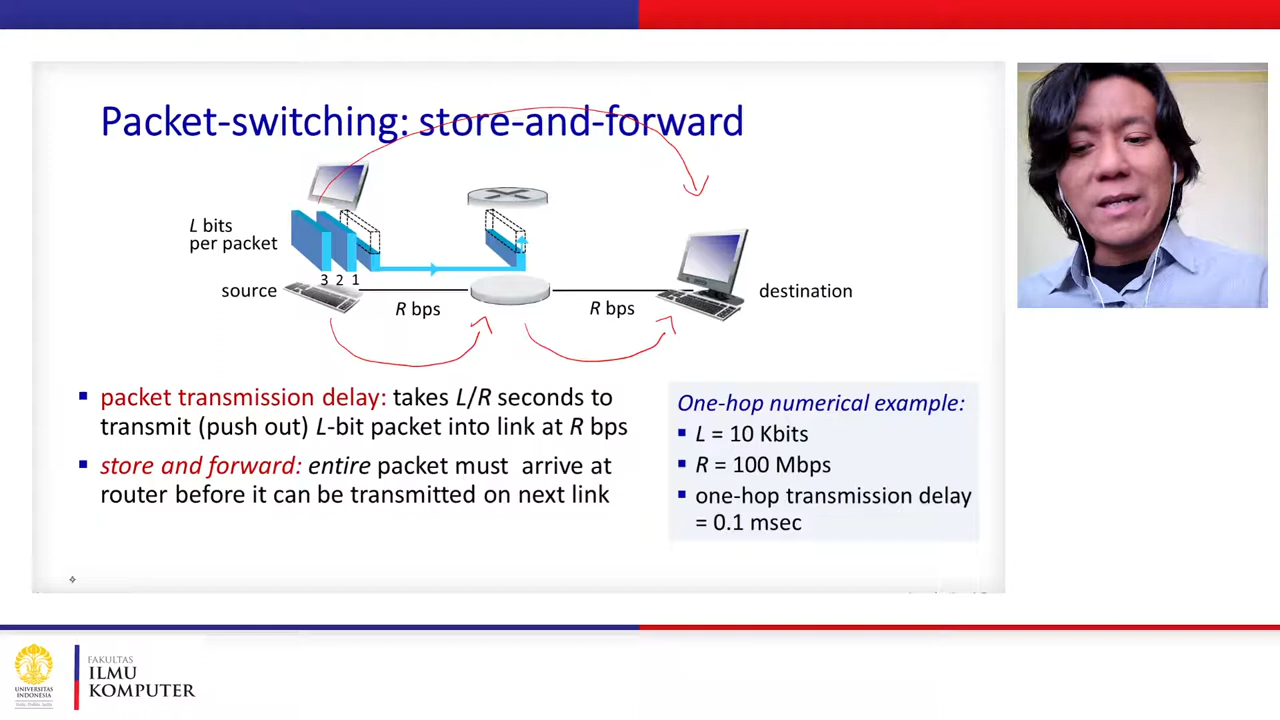 Packet-switching: store-and-forward
L bits
per packet
3 2 1
source
R bps
R bps
destination
▪ packet transmission delay: takes L/R seconds to
transmit (push out) L-bit packet into link at R bps
▪ store and forward: entire packet must arrive at
router before it can be transmitted on next link
One-hop numerical example:
▪ L = 10 Kbits
▪ R = 100 Mbps
▪ one-hop transmission delay
= 0.1 msec
UNIVERSITAS
INDONESIA
FAKULTAS
ILMU
KOMPUTER